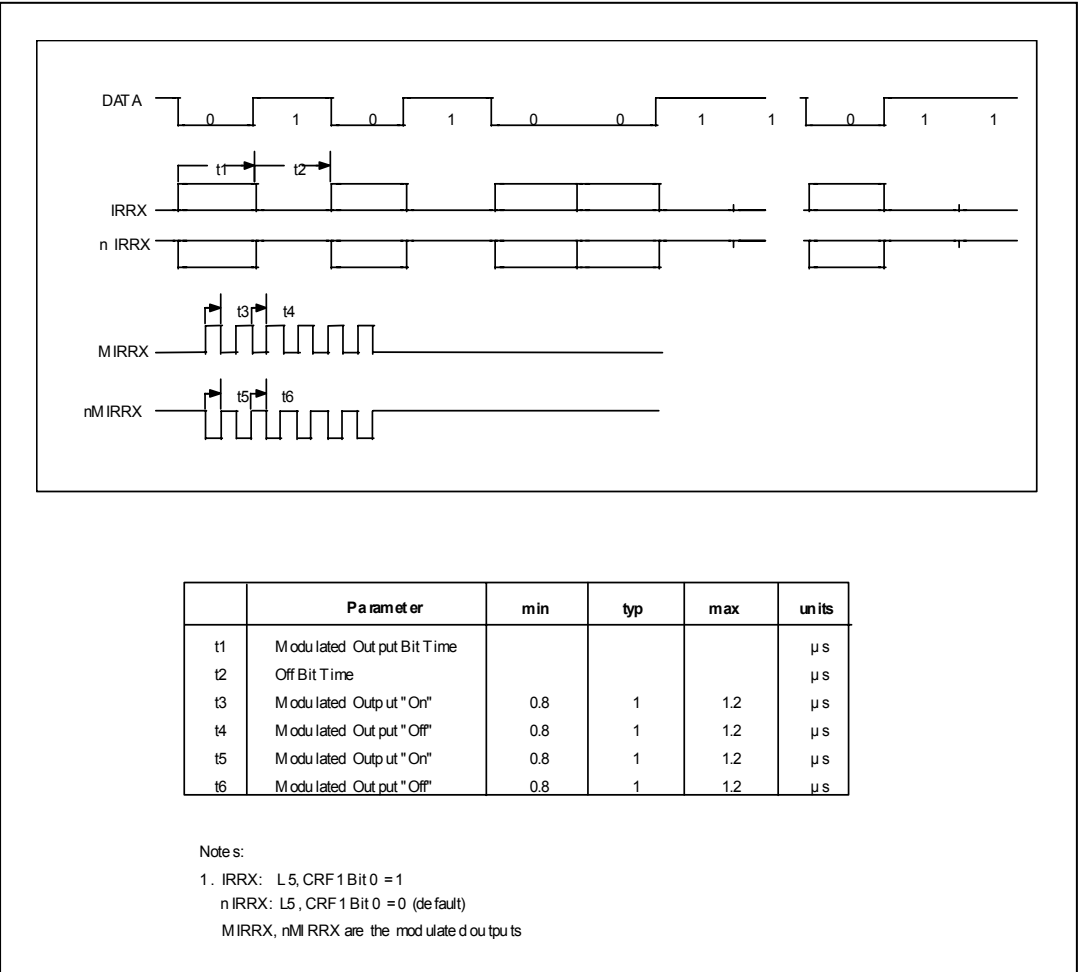 DATA 0 1 0 1 0 0 1 1 0 1 1
t1 t2
IRRX
n IRRX
t3 t4
MIRRX
t5 t6
nMIRRX
Parameter min typ max units
t1 Modulated Output Bit Time µs
t2 Off Bit Time µs
t3 Modulated Output "On" 0.8 1 1.2 µs
t4 Modulated Output "Off" 0.8 1 1.2 µs
t5 Modulated Output "On" 0.8 1 1.2 µs
t6 Modulated Output "Off" 0.8 1 1.2 µs
Notes:
1. IRRX: L5, CRF1 Bit 0 = 1
nIRRX: L5, CRF1 Bit 0 = 0 (default)
MIRRX, nMIRRX are the modulated outputs